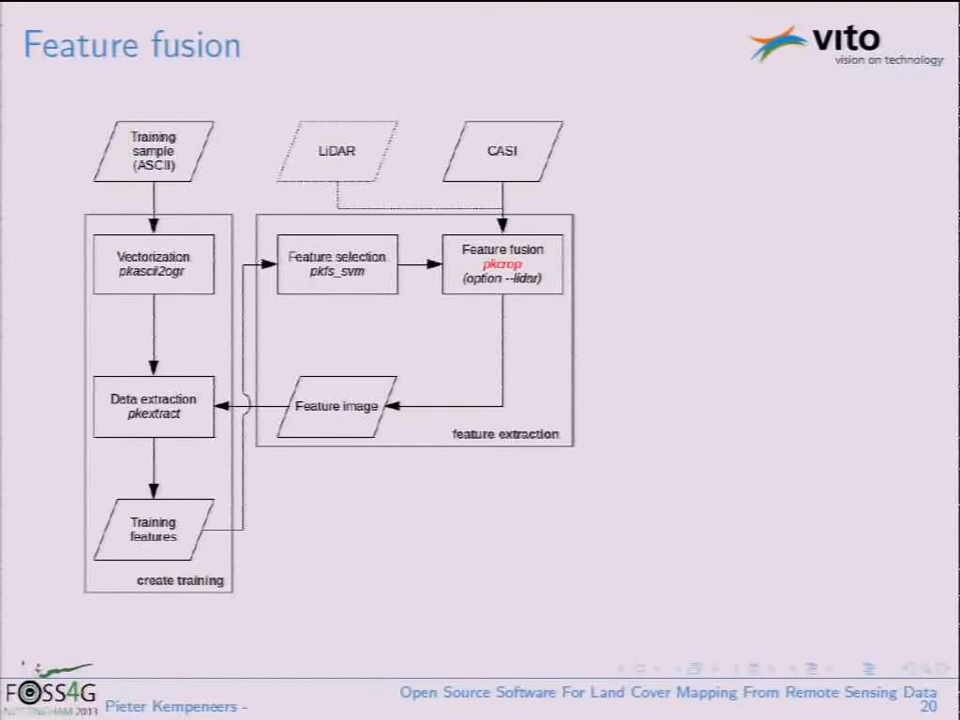 Feature fusion
vito
vision on technology
Training
sample
(ASCII)
LiDAR
CASI
Vectorization
pkascii2ogr
Feature selection
pkfs_svm
Feature fusion
pkcrop
(option --lidar)
Data extraction
pkextract
Feature image
feature extraction
Training
features
create training
FOSS4G
NOTTINGHAM 2013
Pieter Kempeneers -
Open Source Software For Land Cover Mapping From Remote Sensing Data
20